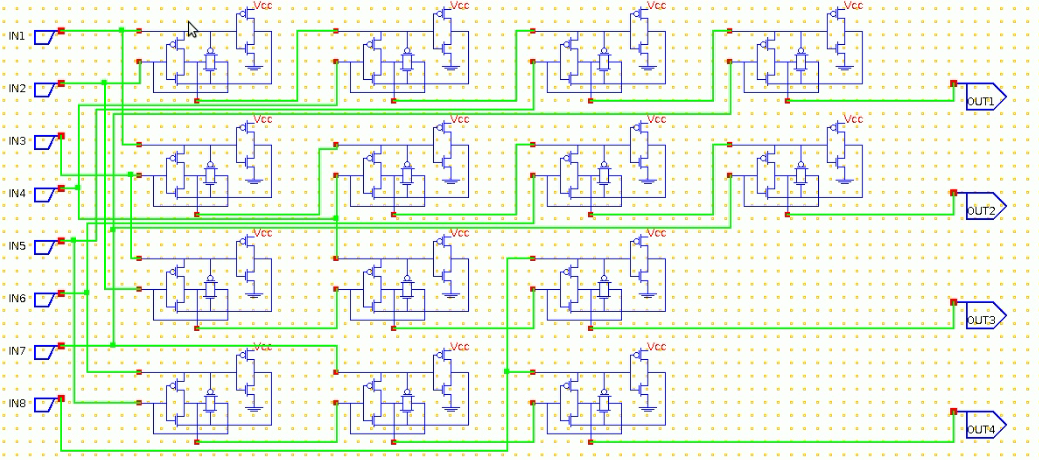 Vcc Vcc Vcc Vcc
IN1
IN2
OUT1
Vcc Vcc Vcc Vcc
IN3
IN4
OUT2
Vcc Vcc Vcc
IN5
IN6
OUT3
IN7
Vcc Vcc Vcc
IN8
OUT4